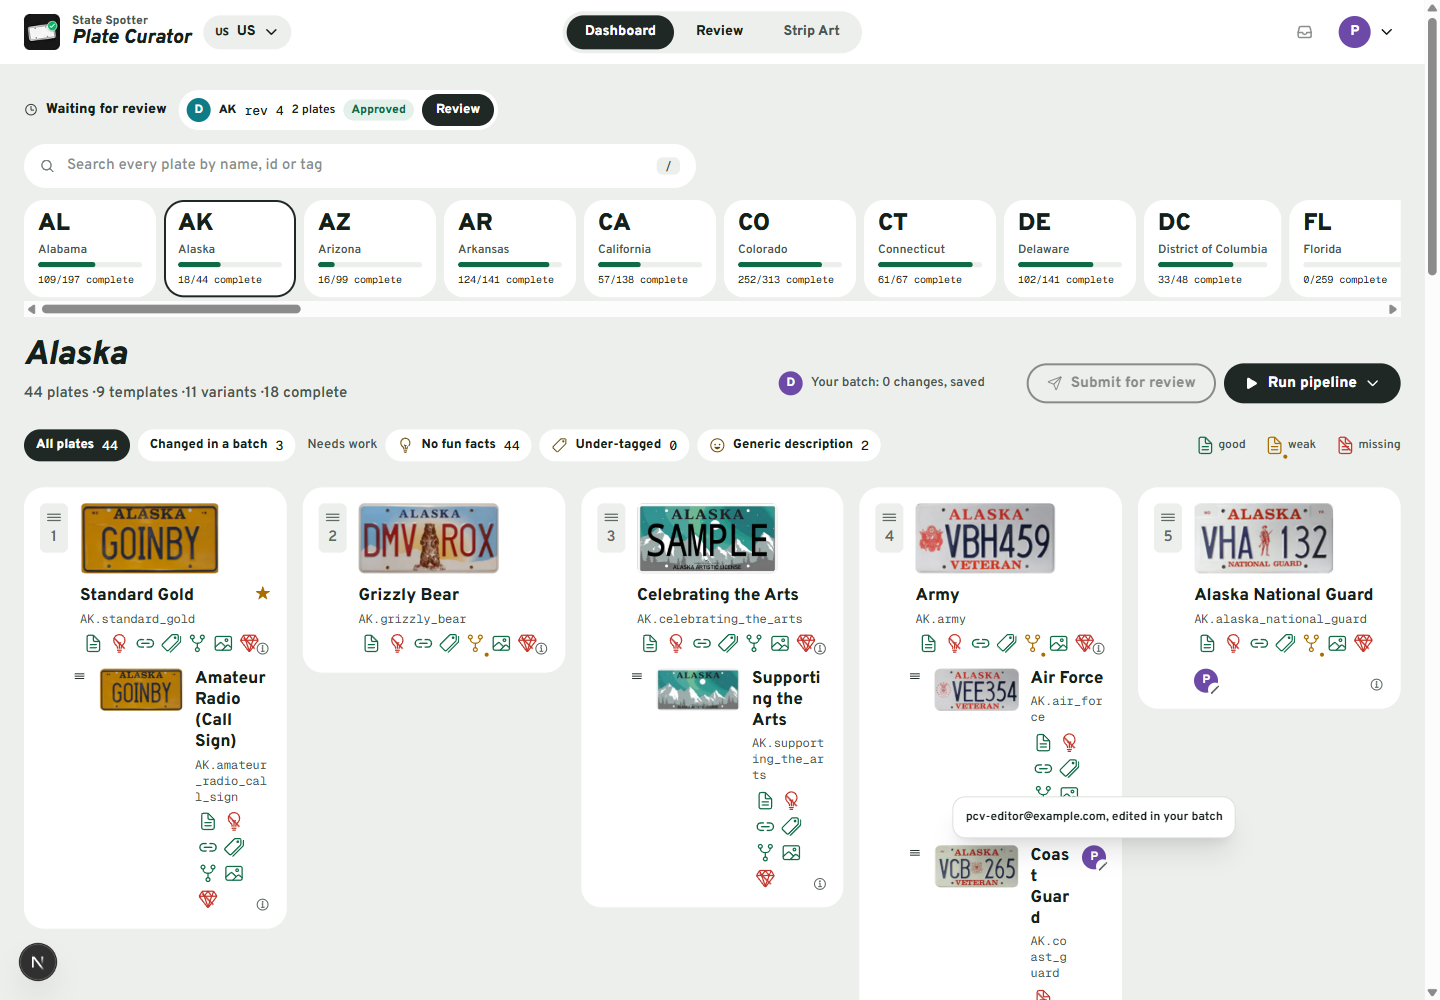 State Spotter
Plate Curator
US US
Dashboard
Review
Strip Art
P
Waiting for review
D AK rev 4 2 plates Approved Review
Search every plate by name, id or tag
/
AL
Alabama
109/197 complete
AK
Alaska
18/44 complete
AZ
Arizona
16/99 complete
AR
Arkansas
124/141 complete
CA
California
57/138 complete
CO
Colorado
252/313 complete
CT
Connecticut
61/67 complete
DE
Delaware
102/141 complete
DC
District of Columbia
33/48 complete
FL
Florida
0/259 complete
Alaska
44 plates ·9 templates ·11 variants ·18 complete
D Your batch: 0 changes, saved
Submit for review
Run pipeline
All plates 44
Changed in a batch 3
Needs work
No fun facts 44
Under-tagged 0
Generic description 2
good
weak
missing
1
ALASKA
GOINBY
Standard Gold
AK.standard_gold
ALASKA
GOINBY
Amateur
Radio
(Call
Sign)
AK.amateur
_radio_cal
l_sign
2
ALASKA
DMV ROX
Grizzly Bear
AK.grizzly_bear
3
SAMPLE
ALASKA ARTISTIC LICENSE
Celebrating the Arts
AK.celebrating_the_arts
ALASKA
Supporti
ng the
Arts
AK.support
ing_the_ar
ts
4
ALASKA
VBH459
VETERAN
Army
AK.army
ALASKA
VEE354
VETERAN
Air Force
AK.air_for
ce
pcv-editor@example.com, edited in your batch
ALASKA
VCB 265
VETERAN
Coas
t
Guar
d
P
AK.co
ast_g
uard
5
ALASKA
VHA 132
NATIONAL GUARD
Alaska National Guard
AK.alaska_national_guard
P
N